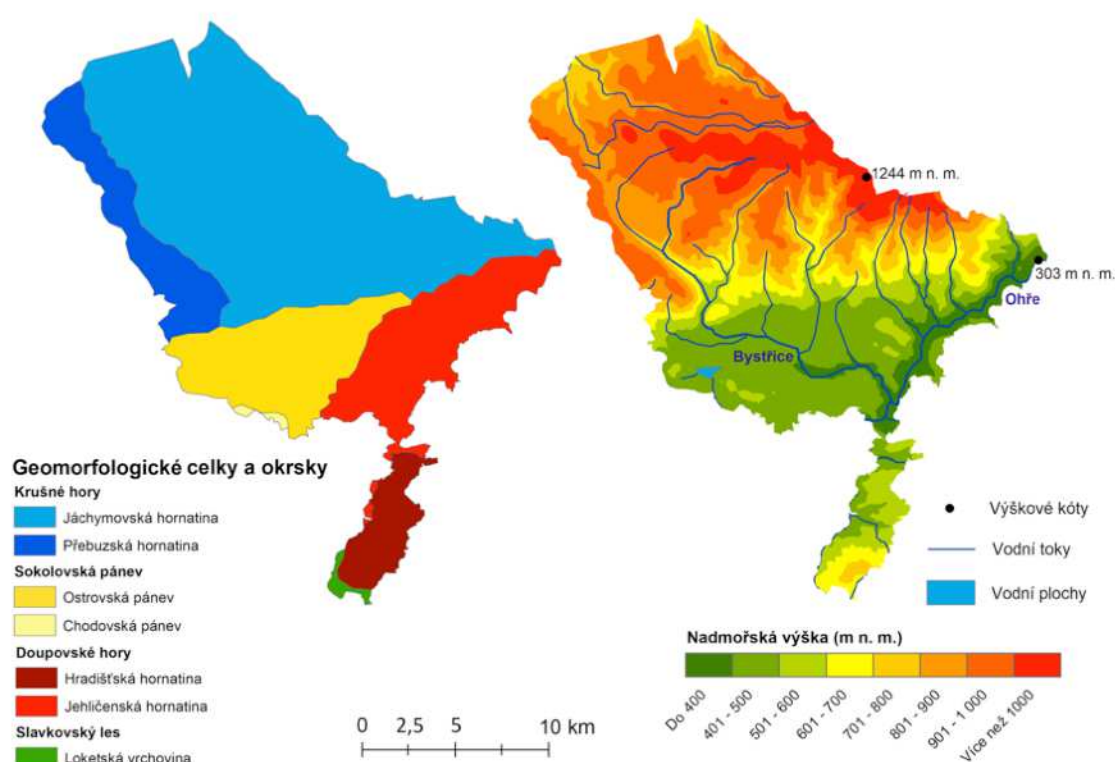 Geomorfologické celky a okrsky
Krušné hory
Jáchymovská hornatina
Přebuzská hornatina
Sokolovská pánev
Ostrovská pánev
Chodovská pánev
Doupovské hory
Hradišťská hornatina
Jehličenská hornatina
Slavkovský les
Loketská vrchovina
0 2,5 5 10 km
1244 m n. m.
303 m n. m.
Ohře
Bystřice
Výškové kóty
Vodní toky
Vodní plochy
Nadmořská výška (m n. m.)
Do 400
401 - 500
501 - 600
601 - 700
701 - 800
801 - 900
901 - 1 000
Více než 1000